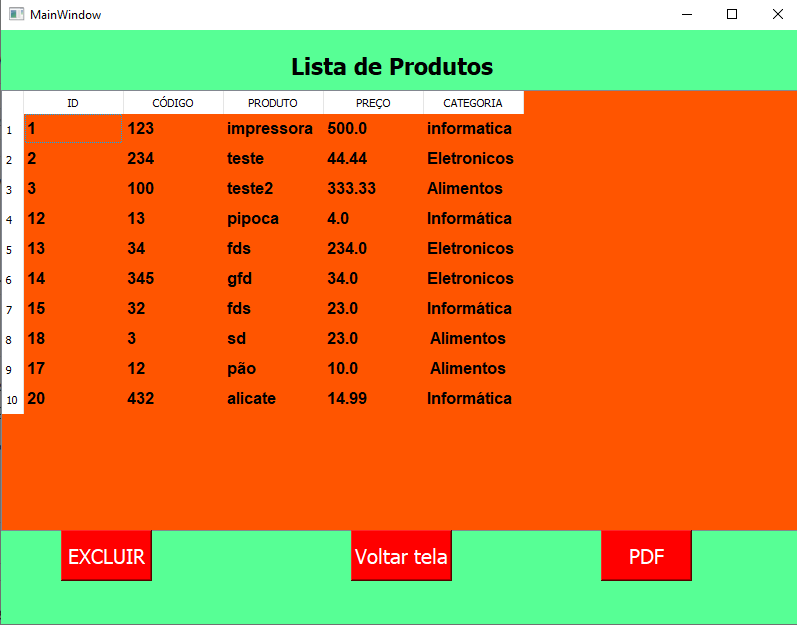 MainWindow
Lista de Produtos
ID CÓDIGO PRODUTO PREÇO CATEGORIA
1 1 123 impressora 500.0 informatica
2 2 234 teste 44.44 Eletronicos
3 3 100 teste2 333.33 Alimentos
4 12 13 pipoca 4.0 Informática
5 13 34 fds 234.0 Eletronicos
6 14 345 gfd 34.0 Eletronicos
7 15 32 fds 23.0 Informática
8 18 3 sd 23.0 Alimentos
9 17 12 pão 10.0 Alimentos
10 20 432 alicate 14.99 Informática
EXCLUIR Voltar tela PDF